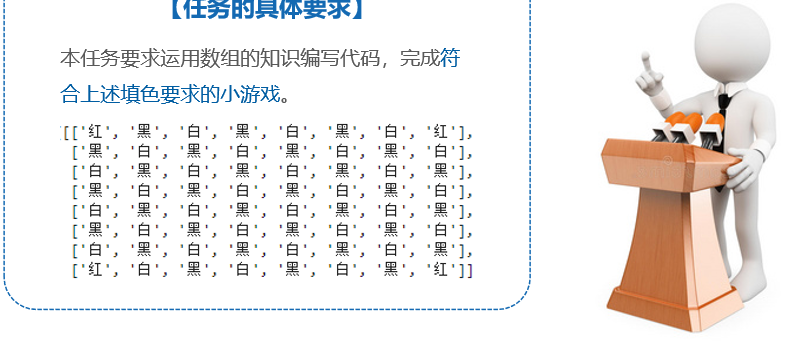 【任务的具体要求】
本任务要求运用数组的知识编写代码，完成符
合上述填色要求的小游戏。
[['红', '黑', '白', '黑', '白', '黑', '白', '红'],
['黑', '白', '黑', '白', '黑', '白', '黑', '白'],
['白', '黑', '白', '黑', '白', '黑', '白', '黑'],
['黑', '白', '黑', '白', '黑', '白', '黑', '白'],
['白', '黑', '白', '黑', '白', '黑', '白', '黑'],
['黑', '白', '黑', '白', '黑', '白', '黑', '白'],
['白', '黑', '白', '黑', '白', '黑', '白', '黑'],
['红', '白', '黑', '白', '黑', '白', '黑', '红']]